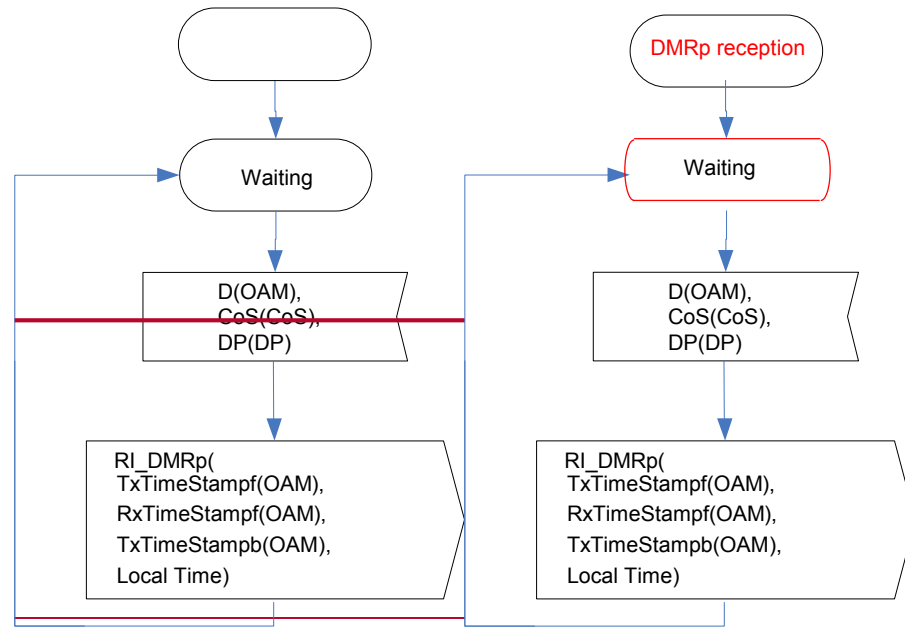 DMRp reception
Waiting
Waiting
D(OAM),
CoS(CoS),
DP(DP)
D(OAM),
CoS(CoS),
DP(DP)
RI_DMRp(
TxTimeStampf(OAM),
RxTimeStampf(OAM),
TxTimeStampb(OAM),
Local Time)
RI_DMRp(
TxTimeStampf(OAM),
RxTimeStampf(OAM),
TxTimeStampb(OAM),
Local Time)